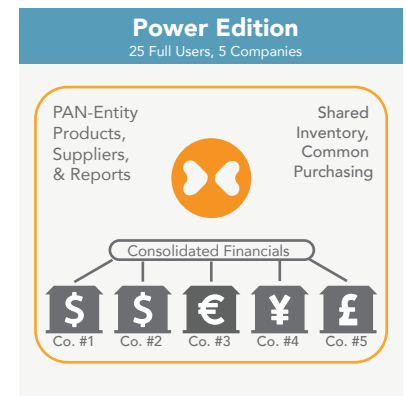 Power Edition
25 Full Users, 5 Companies
PAN-Entity
Products,
Suppliers,
& Reports
Shared
Inventory,
Common
Purchasing
Consolidated Financials
$ $ € ¥ £
Co. #1 Co. #2 Co. #3 Co. #4 Co. #5